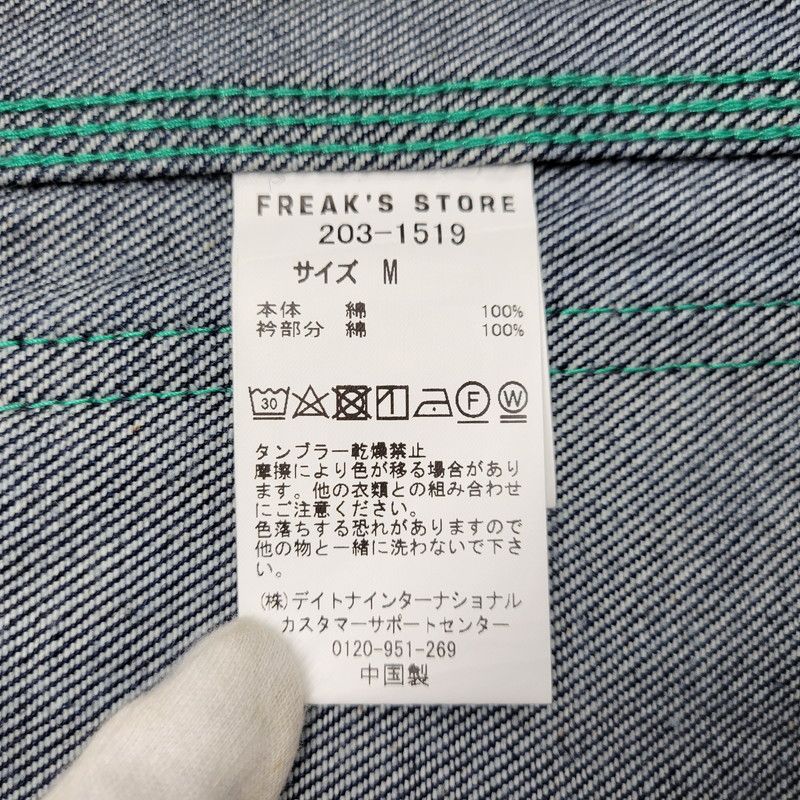 FREAK'S STORE
203-1519
サイズ M
本体 綿 100%
衿部分 綿 100%
30 F W
タンブラー乾燥禁止
摩擦により色が移る場合があり
ます。他の衣類との組み合わせ
にご注意ください。
色落ちする恐れがありますので
他の物と一緒に洗わないで下さ
い。
(株)デイトナインターナショナル
カスタマーサポートセンター
0120-951-269
中国製